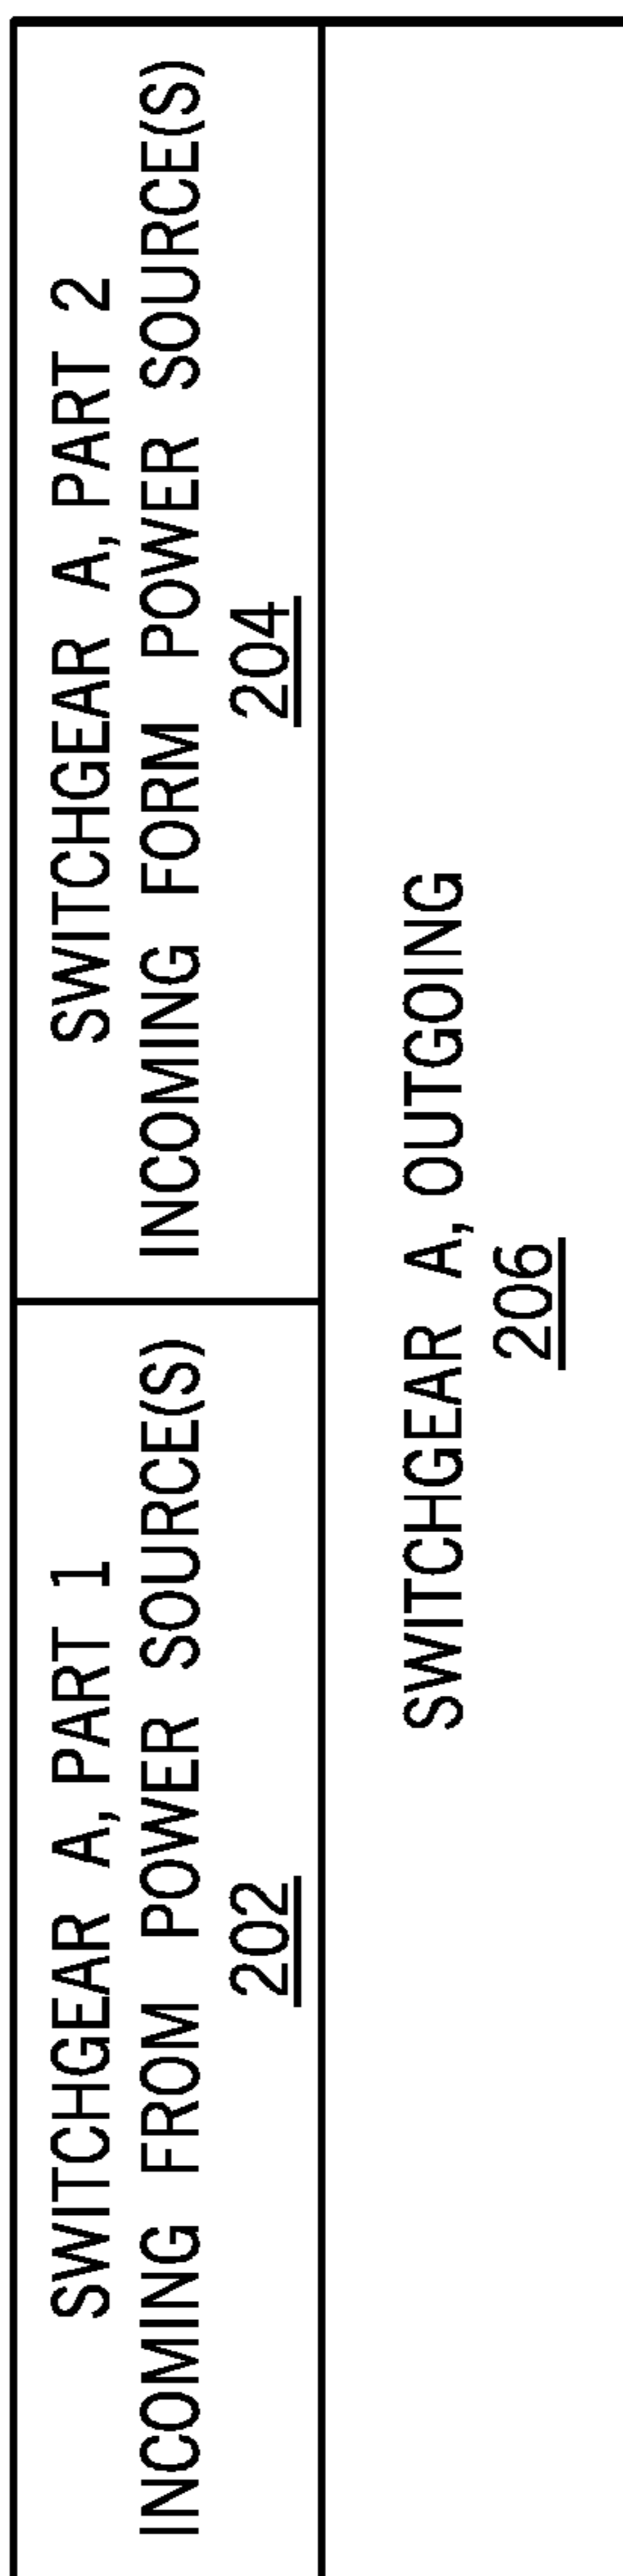 SWITCHGEAR A, PART 1
INCOMING FROM POWER SOURCE(S)
202
SWITCHGEAR A, PART 2
INCOMING FORM POWER SOURCE(S)
204
SWITCHGEAR A, OUTGOING
206